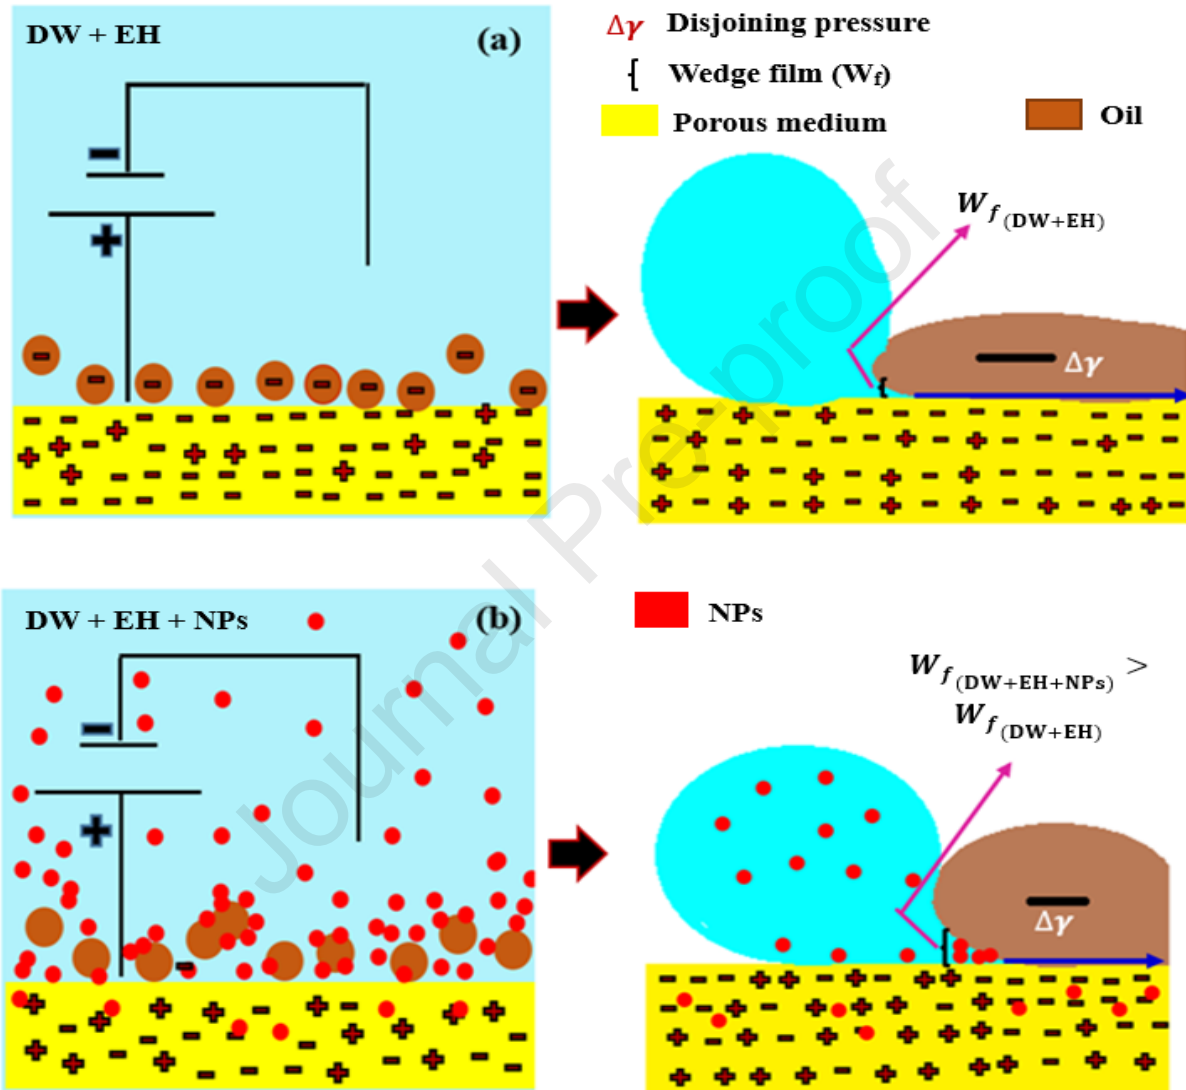 DW + EH
(a)
Δγ Disjoining pressure
{ Wedge film (Wf)
Porous medium
Oil
−
+
Wf(DW+EH)
Δγ
DW + EH + NPs
(b)
NPs
−
+
Wf(DW+EH+NPs) >
Wf(DW+EH)
Δγ
Journal Pre-proof